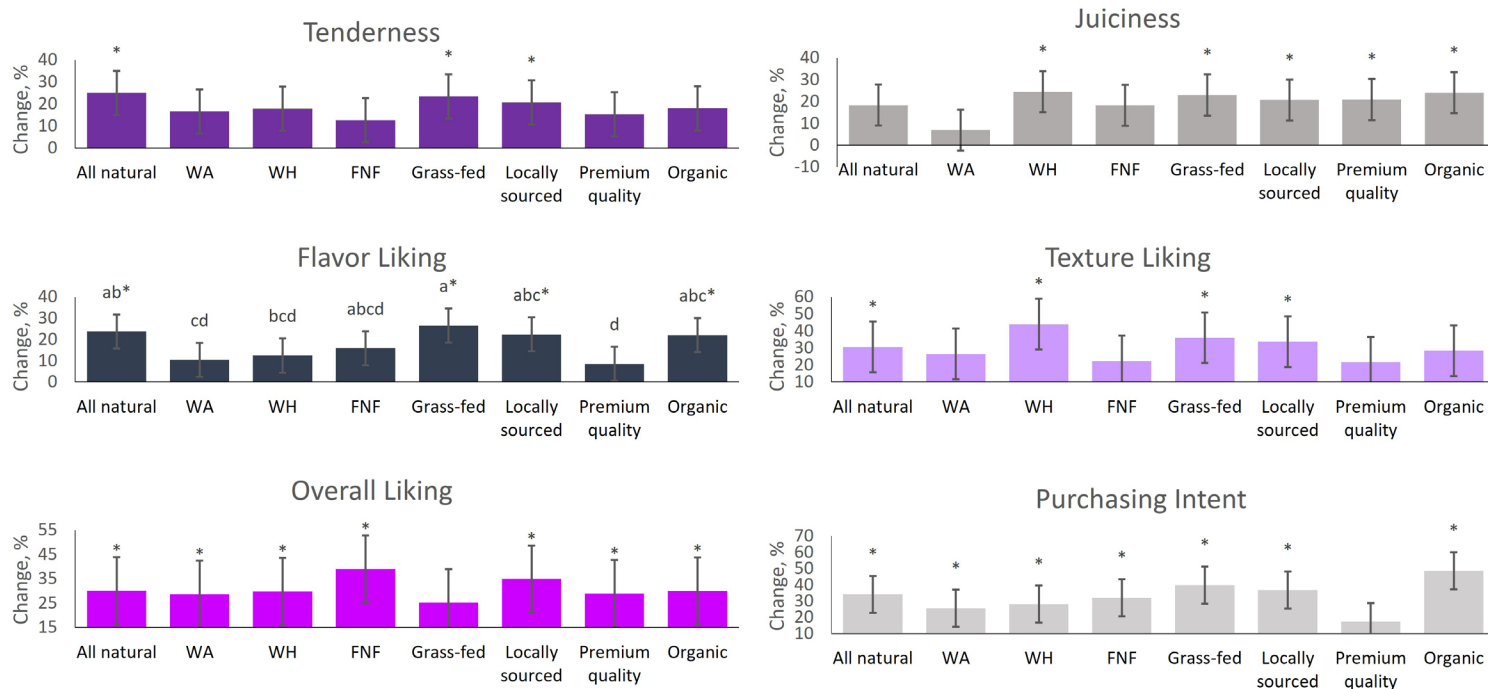 Tenderness
Change, %
40
30
20
10
0
* * *
All natural WA WH FNF Grass-fed Locally sourced Premium quality Organic
Juiciness
Change, %
40
30
20
10
0
-10
* * * * *
All natural WA WH FNF Grass-fed Locally sourced Premium quality Organic
Flavor Liking
Change, %
40
30
20
10
0
ab* cd bcd abcd a* abc* d abc*
All natural WA WH FNF Grass-fed Locally sourced Premium quality Organic
Texture Liking
Change, %
60
50
40
30
20
10
* * * *
All natural WA WH FNF Grass-fed Locally sourced Premium quality Organic
Overall Liking
Change, %
55
45
35
25
15
* * * * * * *
All natural WA WH FNF Grass-fed Locally sourced Premium quality Organic
Purchasing Intent
Change, %
70
60
50
40
30
20
10
* * * * * * *
All natural WA WH FNF Grass-fed Locally sourced Premium quality Organic